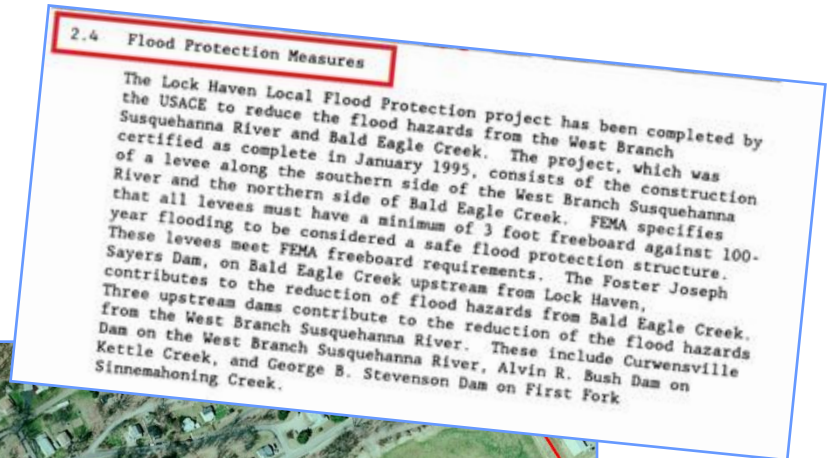 2.4 Flood Protection Measures
The Lock Haven Local Flood Protection project has been completed by
the USACE to reduce the flood hazards from the West Branch
Susquehanna River and Bald Eagle Creek. The project, which was
certified as complete in January 1995, consists of the construction
of a levee along the southern side of the West Branch Susquehanna
River and the northern side of Bald Eagle Creek. FEMA specifies
that all levees must have a minimum of 3 foot freeboard against 100-
year flooding to be considered a safe flood protection structure.
These levees meet FEMA freeboard requirements. The Foster Joseph
Sayers Dam, on Bald Eagle Creek upstream from Lock Haven,
contributes to the reduction of flood hazards from Bald Eagle Creek.
Three upstream dams contribute to the reduction of the flood hazards
from the West Branch Susquehanna River. These include Curwensville
Dam on the West Branch Susquehanna River, Alvin R. Bush Dam on
Kettle Creek, and George B. Stevenson Dam on First Fork
Sinnemahoning Creek.